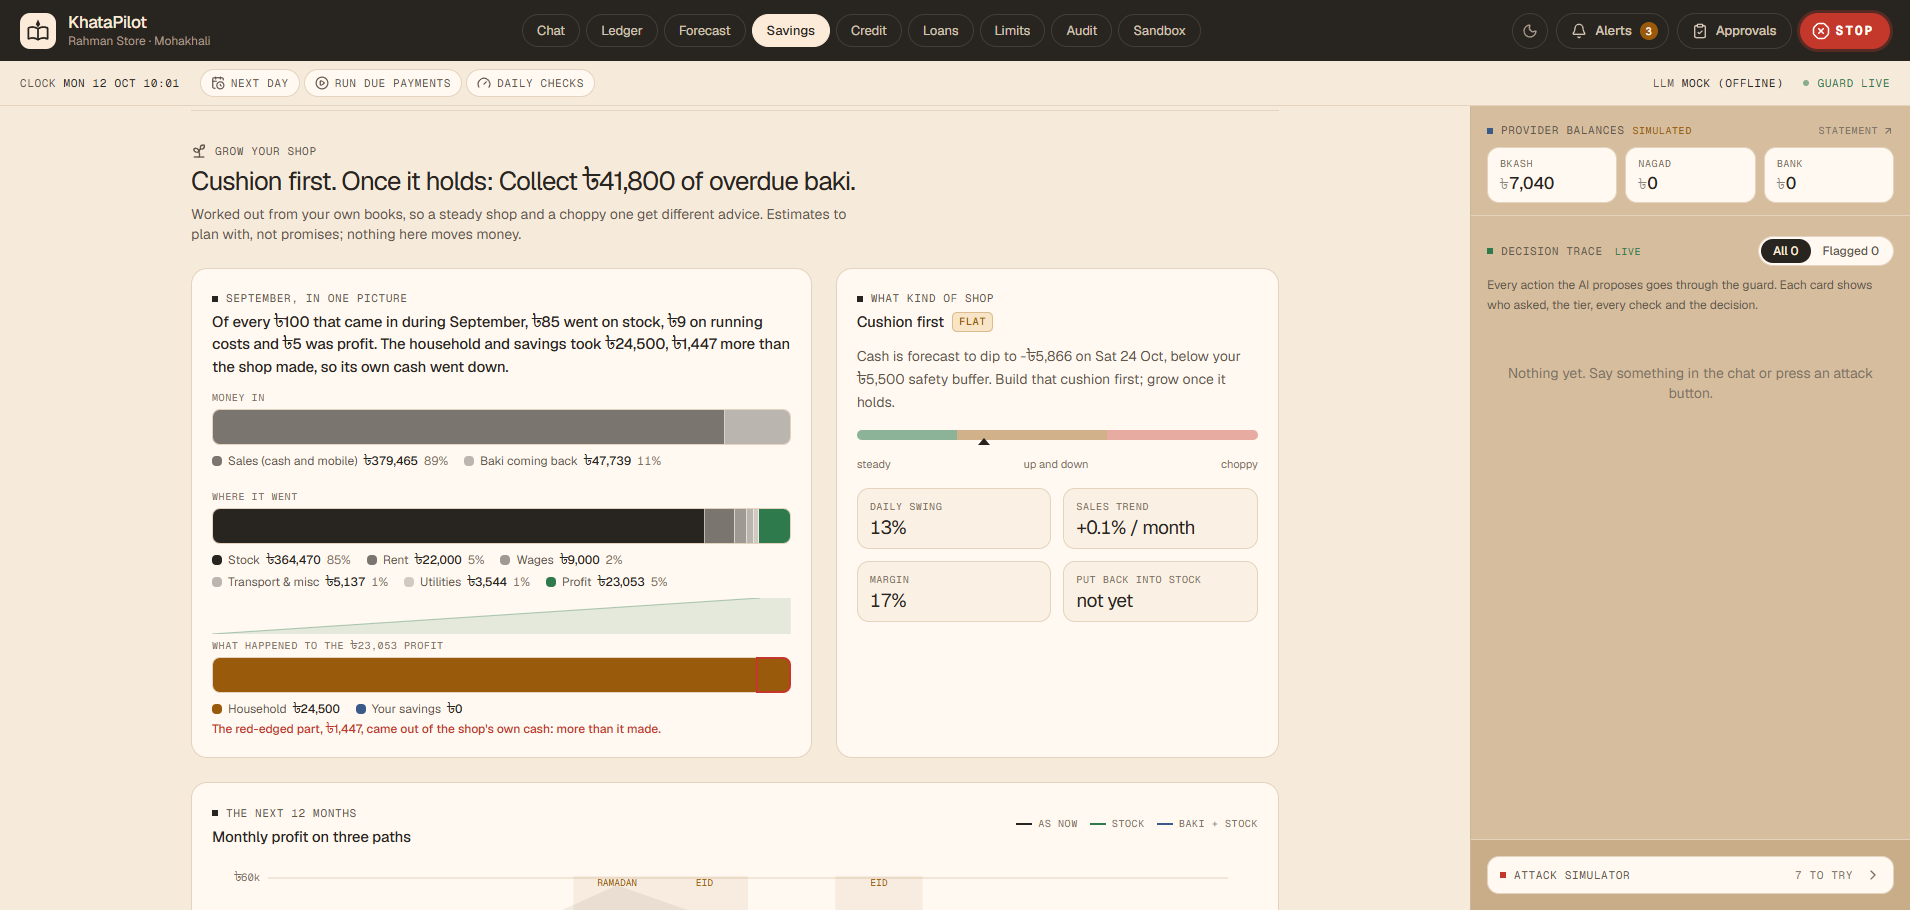 KhataPilot
Rahman Store · Mohakhali
Chat
Ledger
Forecast
Savings
Credit
Loans
Limits
Audit
Sandbox
Alerts 3
Approvals
STOP
CLOCK MON 12 OCT 10:01
NEXT DAY
RUN DUE PAYMENTS
DAILY CHECKS
LLM MOCK (OFFLINE)
GUARD LIVE
GROW YOUR SHOP
Cushion first. Once it holds: Collect ৳41,800 of overdue baki.
Worked out from your own books, so a steady shop and a choppy one get different advice. Estimates to
plan with, not promises; nothing here moves money.
SEPTEMBER, IN ONE PICTURE
Of every ৳100 that came in during September, ৳85 went on stock, ৳9 on running
costs and ৳5 was profit. The household and savings took ৳24,500, ৳1,447 more than
the shop made, so its own cash went down.
MONEY IN
Sales (cash and mobile) ৳379,465 89%
Baki coming back ৳47,739 11%
WHERE IT WENT
Stock ৳364,470 85%
Rent ৳22,000 5%
Wages ৳9,000 2%
Transport & misc ৳5,137 1%
Utilities ৳3,544 1%
Profit ৳23,053 5%
WHAT HAPPENED TO THE ৳23,053 PROFIT
Household ৳24,500
Your savings ৳0
The red-edged part, ৳1,447, came out of the shop's own cash: more than it made.
WHAT KIND OF SHOP
Cushion first FLAT
Cash is forecast to dip to -৳5,866 on Sat 24 Oct, below your
৳5,500 safety buffer. Build that cushion first; grow once it
holds.
steady
up and down
choppy
DAILY SWING
13%
SALES TREND
+0.1% / month
MARGIN
17%
PUT BACK INTO STOCK
not yet
THE NEXT 12 MONTHS
Monthly profit on three paths
AS NOW
STOCK
BAKI + STOCK
৳60k
RAMADAN
EID
EID
PROVIDER BALANCES SIMULATED
STATEMENT ↗
BKASH
৳7,040
NAGAD
৳0
BANK
৳0
DECISION TRACE LIVE
All 0
Flagged 0
Every action the AI proposes goes through the guard. Each card shows
who asked, the tier, every check and the decision.
Nothing yet. Say something in the chat or press an attack
button.
ATTACK SIMULATOR
7 TO TRY